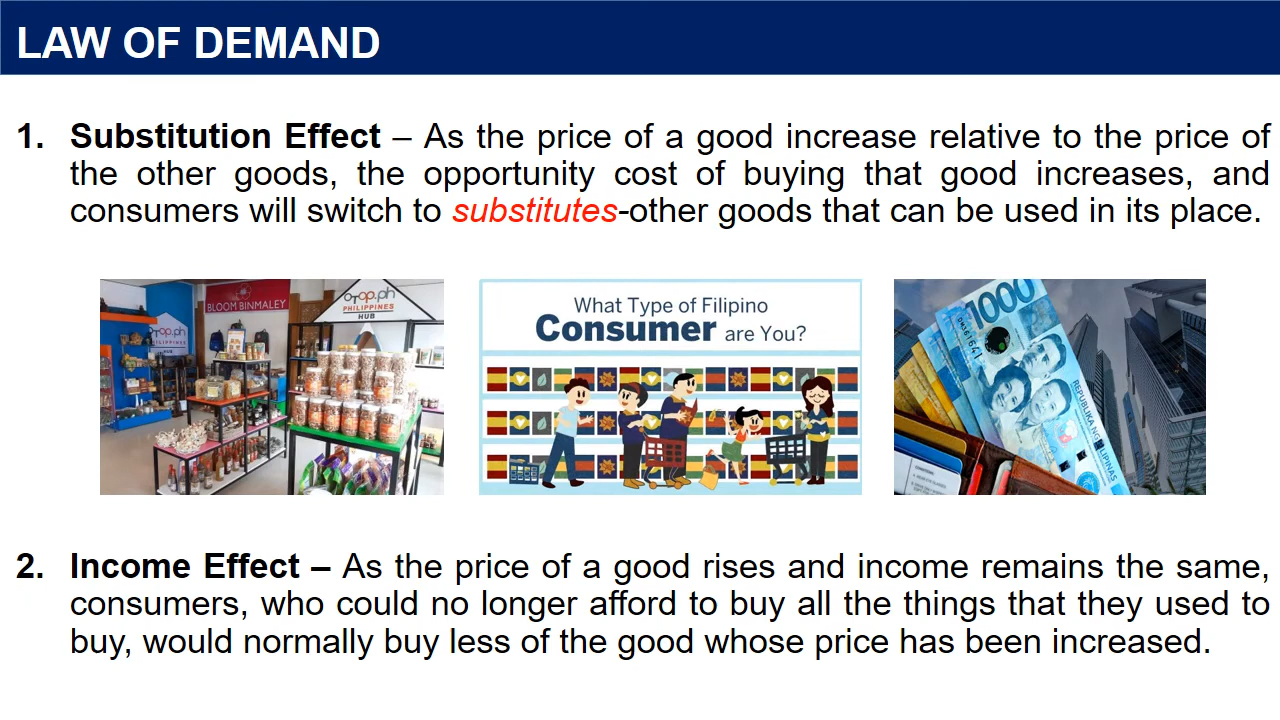 LAW OF DEMAND
1. Substitution Effect – As the price of a good increase relative to the price of
the other goods, the opportunity cost of buying that good increases, and
consumers will switch to substitutes-other goods that can be used in its place.
BLOOM BINMALEY
OTOP.ph
PHILIPPINES
HUB
OTOP.ph
PHILIPPINES
HUB
What Type of Filipino
Consumer are You?
1000
REPUBLIKA NG PILIPINAS
2. Income Effect – As the price of a good rises and income remains the same,
consumers, who could no longer afford to buy all the things that they used to
buy, would normally buy less of the good whose price has been increased.